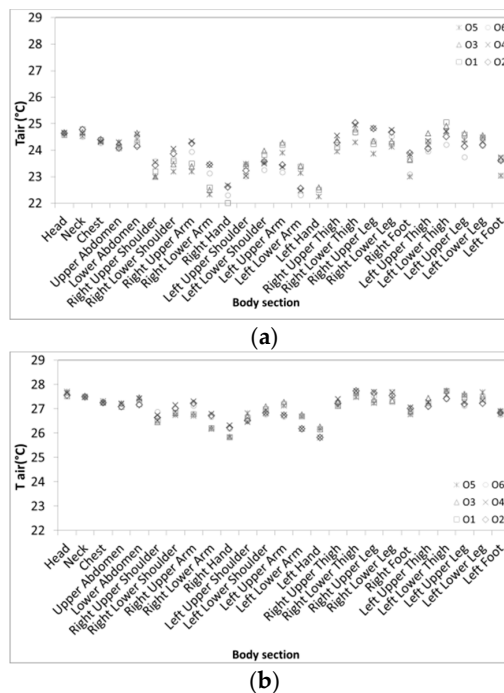 (a)
Tair (°C)
29
28
27
26
25
24
23
22
O5 O6
O3 O4
O1 O2
Head
Neck
Chest
Upper Abdomen
Lower Abdomen
Right Upper Shoulder
Right Lower Shoulder
Right Upper Arm
Right Lower Arm
Right Hand
Left Upper Shoulder
Left Lower Shoulder
Left Upper Arm
Left Lower Arm
Left Hand
Right Upper Thigh
Right Lower Thigh
Right Upper Leg
Right Lower Leg
Right Foot
Left Upper Thigh
Left Lower Thigh
Left Upper Leg
Left Lower Leg
Left Foot
Body section
(b)
T air(°C)
29
28
27
26
25
24
23
22
O5 O6
O3 O4
O1 O2
Head
Neck
Chest
Upper Abdomen
Lower Abdomen
Right Upper Shoulder
Right Lower Shoulder
Right Upper Arm
Right Lower Arm
Right Hand
Left Upper Shoulder
Left Lower Shoulder
Left Upper Arm
Left Lower Arm
Left Hand
Right Upper Thigh
Right Lower Thigh
Right Upper Leg
Right Lower Leg
Right Foot
Left Upper Thigh
Left Lower Thigh
Left Upper Leg
Left Lower Leg
Left Foot
Body section